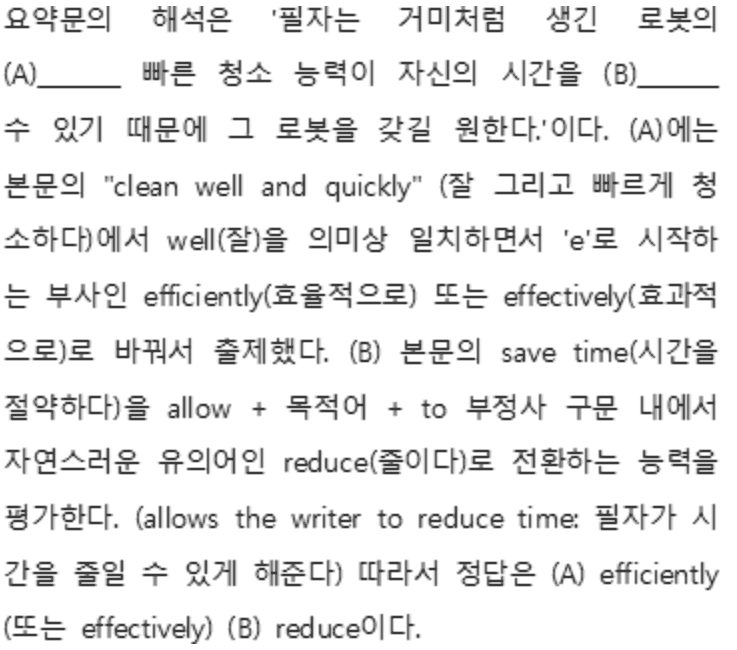 요약문의 해석은 '필자는 거미처럼 생긴 로봇의
(A)______ 빠른 청소 능력이 자신의 시간을 (B)______
수 있기 때문에 그 로봇을 갖길 원한다.'이다. (A)에는
본문의 "clean well and quickly" (잘 그리고 빠르게 청
소하다)에서 well(잘)을 의미상 일치하면서 'e'로 시작하
는 부사인 efficiently(효율적으로) 또는 effectively(효과적
으로)로 바꿔서 출제했다. (B) 본문의 save time(시간을
절약하다)을 allow + 목적어 + to 부정사 구문 내에서
자연스러운 유의어인 reduce(줄이다)로 전환하는 능력을
평가한다. (allows the writer to reduce time: 필자가 시
간을 줄일 수 있게 해준다) 따라서 정답은 (A) efficiently
(또는 effectively) (B) reduce이다.